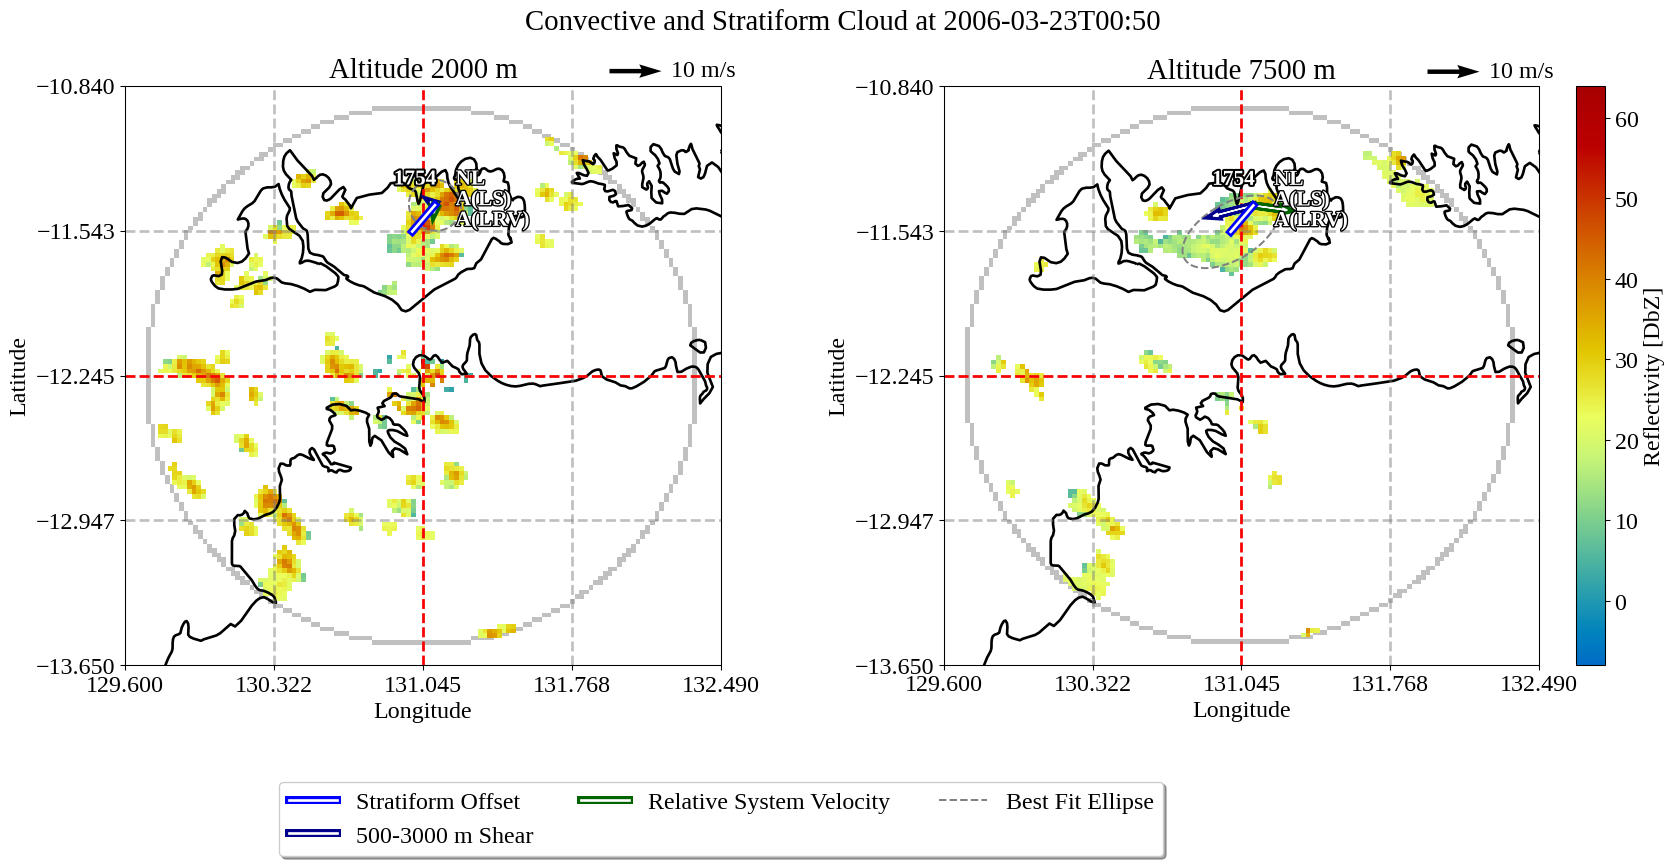 Convective and Stratiform Cloud at 2006-03-23T00:50
Altitude 2000 m
10 m/s
−10.840
−11.543
−12.245
−12.947
−13.650
129.600
130.322
131.045
131.768
132.490
Latitude
Longitude
1754
NL
A(LS)
A(LRV)
Altitude 7500 m
10 m/s
−10.840
−11.543
−12.245
−12.947
−13.650
129.600
130.322
131.045
131.768
132.490
Latitude
Longitude
1754
NL
A(LS)
A(LRV)
60
50
40
30
20
10
0
Reflectivity [DbZ]
Stratiform Offset
500-3000 m Shear
Relative System Velocity
Best Fit Ellipse